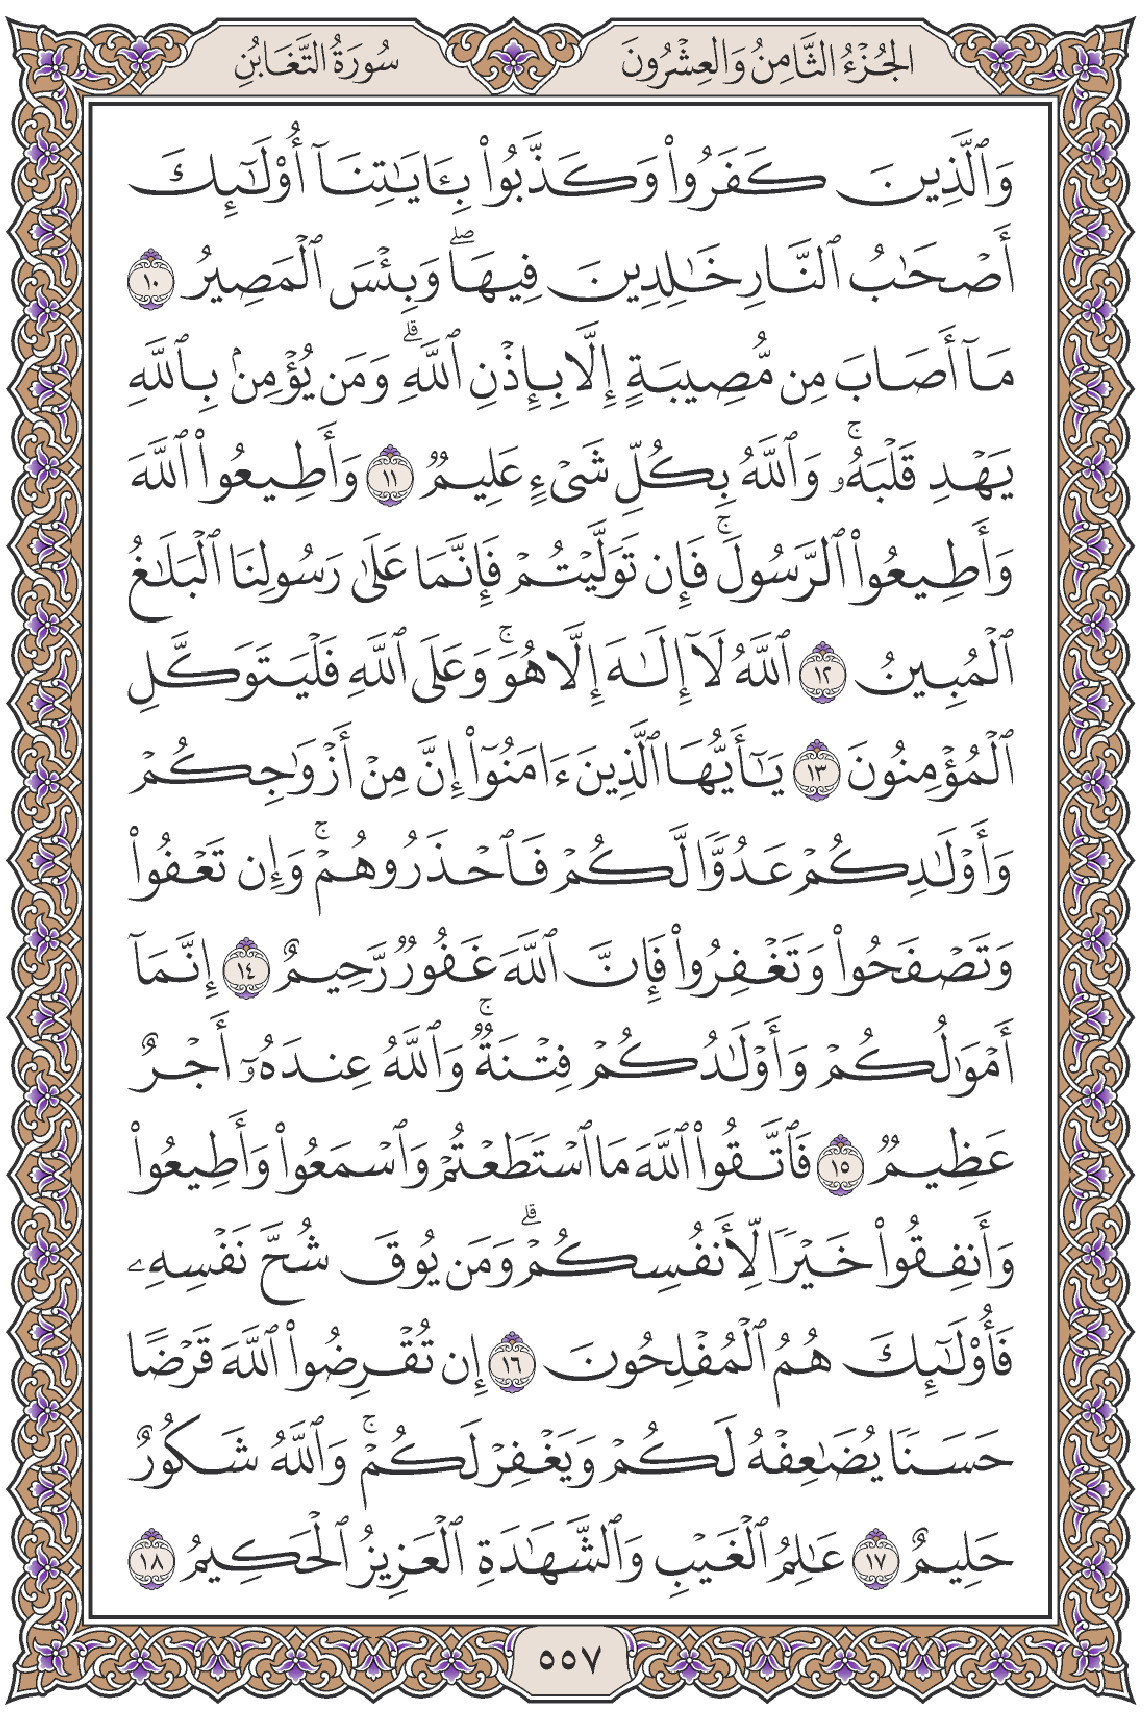 الجُزْءُ الثَّامِنُ وَالعِشْرُونَ
سُورَةُ التَّغَابُنِ
وَٱلَّذِينَ كَفَرُوا۟ وَكَذَّبُوا۟ بِـَٔايَٰتِنَآ أُو۟لَٰٓئِكَ
أَصْحَٰبُ ٱلنَّارِ خَٰلِدِينَ فِيهَا ۖ وَبِئْسَ ٱلْمَصِيرُ ١٠
مَآ أَصَابَ مِن مُّصِيبَةٍ إِلَّا بِإِذْنِ ٱللَّهِ ۗ وَمَن يُؤْمِنۢ بِٱللَّهِ
يَهْدِ قَلْبَهُۥ ۚ وَٱللَّهُ بِكُلِّ شَىْءٍ عَلِيمٌ ١١ وَأَطِيعُوا۟ ٱللَّهَ
وَأَطِيعُوا۟ ٱلرَّسُولَ ۚ فَإِن تَوَلَّيْتُمْ فَإِنَّمَا عَلَىٰ رَسُولِنَا ٱلْبَلَٰغُ
ٱلْمُبِينُ ١٢ ٱللَّهُ لَآ إِلَٰهَ إِلَّا هُوَ ۚ وَعَلَى ٱللَّهِ فَلْيَتَوَكَّلِ
ٱلْمُؤْمِنُونَ ١٣ يَٰٓأَيُّهَا ٱلَّذِينَ ءَامَنُوٓا۟ إِنَّ مِنْ أَزْوَٰجِكُمْ
وَأَوْلَٰدِكُمْ عَدُوًّا لَّكُمْ فَٱحْذَرُوهُمْ ۚ وَإِن تَعْفُوا۟
وَتَصْفَحُوا۟ وَتَغْفِرُوا۟ فَإِنَّ ٱللَّهَ غَفُورٌ رَّحِيمٌ ١٤ إِنَّمَآ
أَمْوَٰلُكُمْ وَأَوْلَٰدُكُمْ فِتْنَةٌ ۚ وَٱللَّهُ عِندَهُۥٓ أَجْرٌ
عَظِيمٌ ١٥ فَٱتَّقُوا۟ ٱللَّهَ مَا ٱسْتَطَعْتُمْ وَٱسْمَعُوا۟ وَأَطِيعُوا۟
وَأَنفِقُوا۟ خَيْرًا لِّأَنفُسِكُمْ ۗ وَمَن يُوقَ شُحَّ نَفْسِهِۦ
فَأُو۟لَٰٓئِكَ هُمُ ٱلْمُفْلِحُونَ ١٦ إِن تُقْرِضُوا۟ ٱللَّهَ قَرْضًا
حَسَنًا يُضَٰعِفْهُ لَكُمْ وَيَغْفِرْ لَكُمْ ۚ وَٱللَّهُ شَكُورٌ
حَلِيمٌ ١٧ عَٰلِمُ ٱلْغَيْبِ وَٱلشَّهَٰدَةِ ٱلْعَزِيزُ ٱلْحَكِيمُ ١٨
٥٥٧